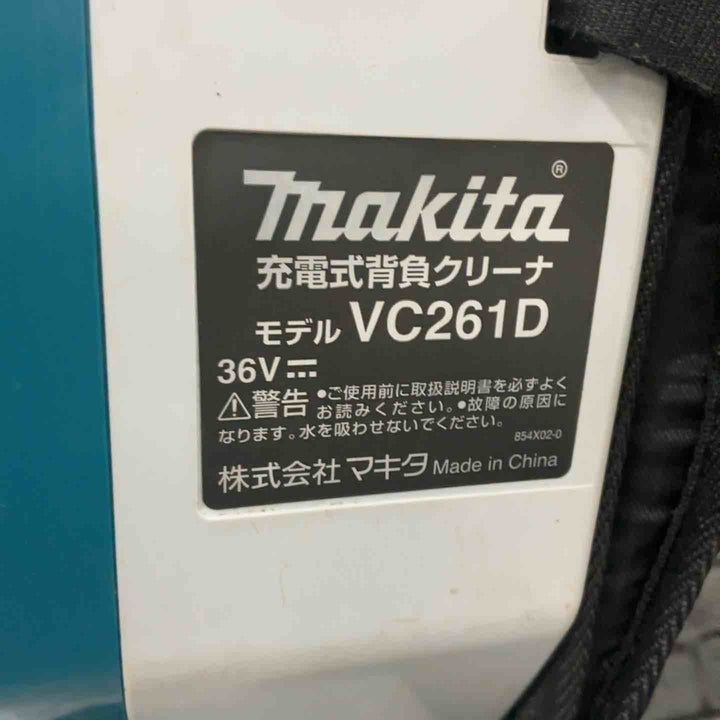 makita®
充電式背負クリーナ
モデル VC261D
36V⎓
⚠警告 •ご使用前に取扱説明書を必ずよく
お読みください。•故障の原因に
なります。水を吸わせないでください。
854X02-0
株式会社 マキタ Made in China